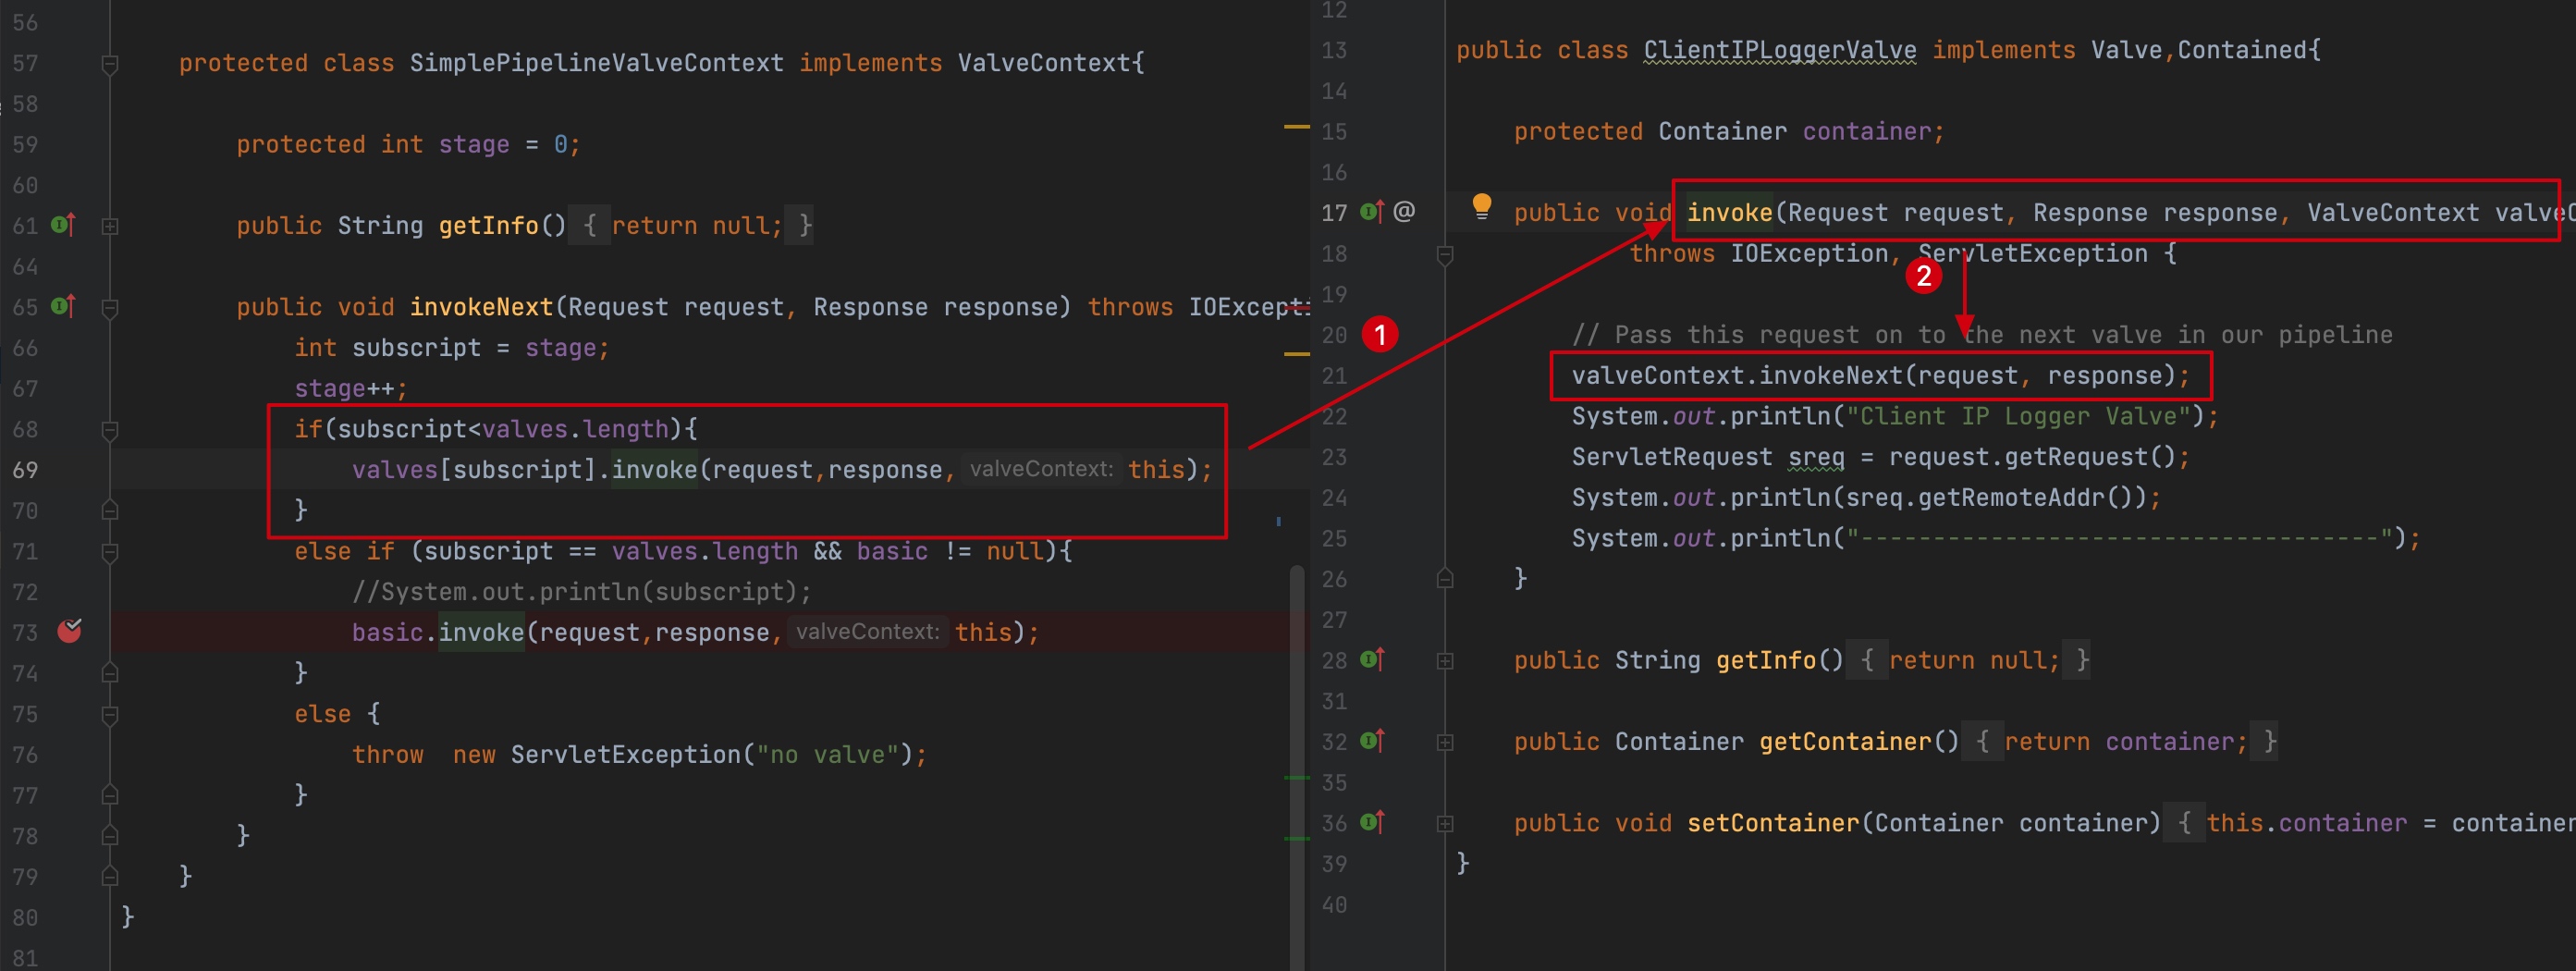 56
57 protected class SimplePipelineValveContext implements ValveContext{
58
59 protected int stage = 0;
60
61 public String getInfo() { return null; }
64
65 public void invokeNext(Request request, Response response) throws IOExcepti
66 int subscript = stage;
67 stage++;
68 if(subscript<valves.length){
69 valves[subscript].invoke(request,response, valveContext: this);
70 }
71 else if (subscript == valves.length && basic != null){
72 //System.out.println(subscript);
73 basic.invoke(request,response, valveContext: this);
74 }
75 else {
76 throw  new ServletException("no valve");
77 }
78 }
79 }
80 }
81
12
13 public class ClientIPLoggerValve implements Valve,Contained{
14
15 protected Container container;
16
17 @ public void invoke(Request request, Response response, ValveContext valveC
18 throws IOException, ServletException {
19
20 // Pass this request on to the next valve in our pipeline
21 valveContext.invokeNext(request, response);
22 System.out.println("Client IP Logger Valve");
23 ServletRequest sreq = request.getRequest();
24 System.out.println(sreq.getRemoteAddr());
25 System.out.println("------------------------------------");
26 }
27
28 public String getInfo() { return null; }
31
32 public Container getContainer() { return container; }
35
36 public void setContainer(Container container) { this.container = container
39 }
40
1
2